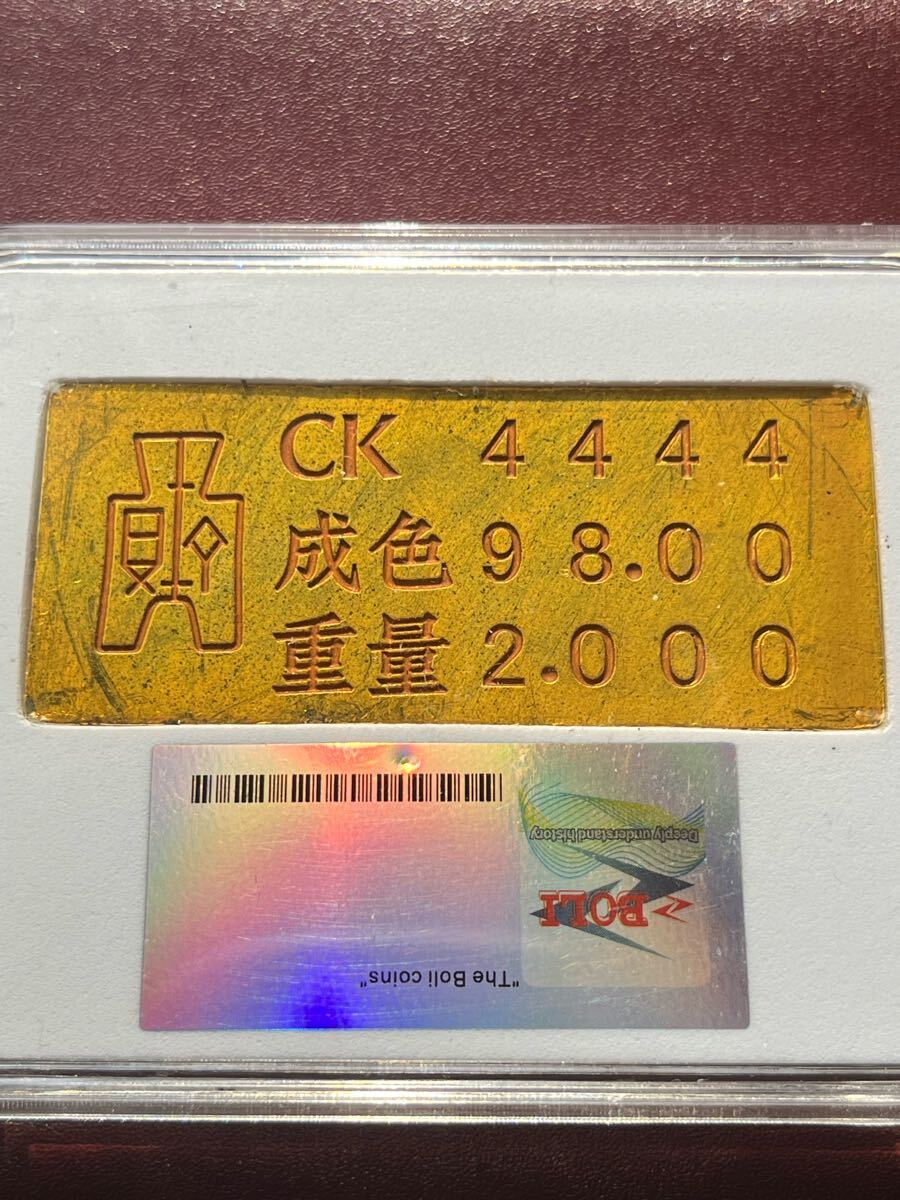 CK 4444
成色 98.00
重量 2.000
Deeply understand history
BOLI
"The Boli coins"